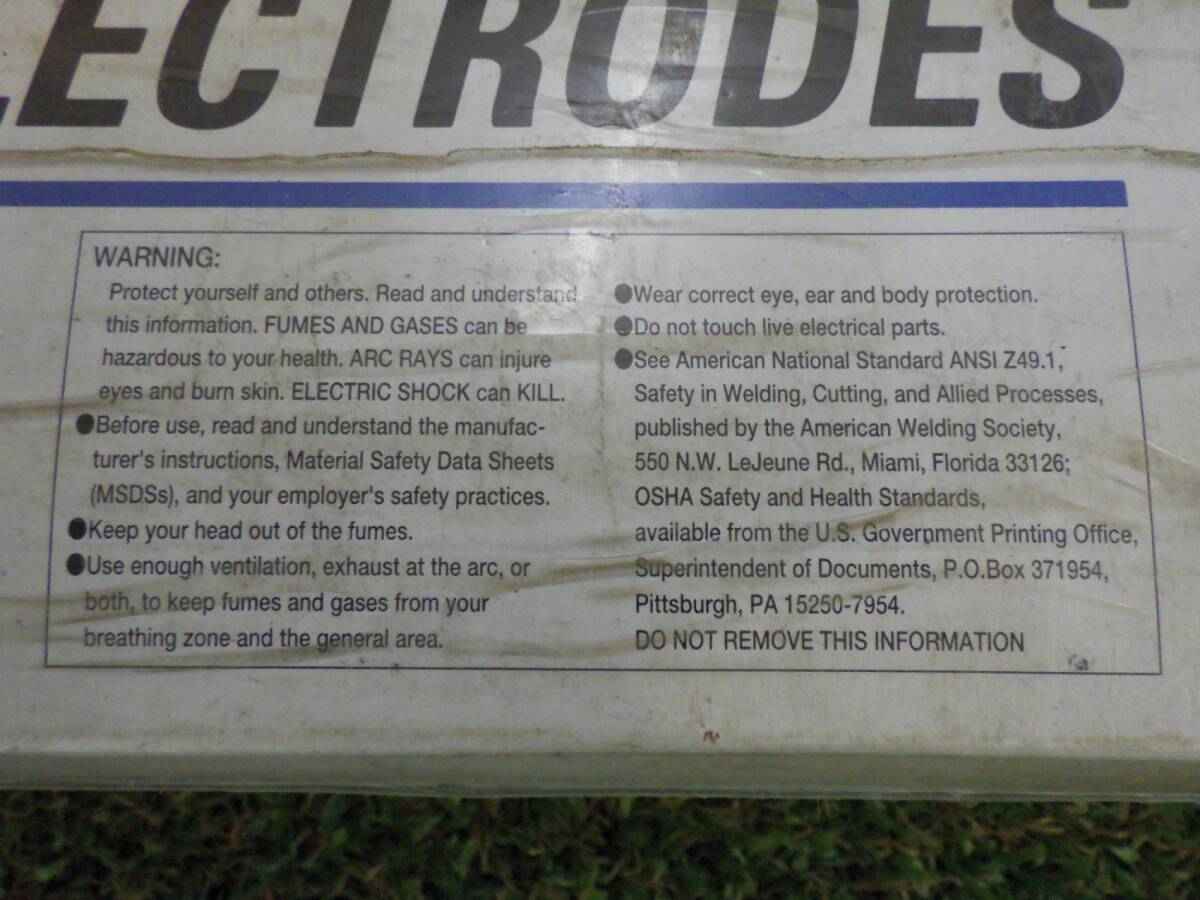 LECTRODES
WARNING:
Protect yourself and others. Read and understand
this information. FUMES AND GASES can be
hazardous to your health. ARC RAYS can injure
eyes and burn skin. ELECTRIC SHOCK can KILL.
●Before use, read and understand the manufac-
turer's instructions, Material Safety Data Sheets
(MSDSs), and your employer's safety practices.
●Keep your head out of the fumes.
●Use enough ventilation, exhaust at the arc, or
both, to keep fumes and gases from your
breathing zone and the general area.
●Wear correct eye, ear and body protection.
●Do not touch live electrical parts.
●See American National Standard ANSI Z49.1,
Safety in Welding, Cutting, and Allied Processes,
published by the American Welding Society,
550 N.W. LeJeune Rd., Miami, Florida 33126;
OSHA Safety and Health Standards,
available from the U.S. Government Printing Office,
Superintendent of Documents, P.O.Box 371954,
Pittsburgh, PA 15250-7954.
DO NOT REMOVE THIS INFORMATION